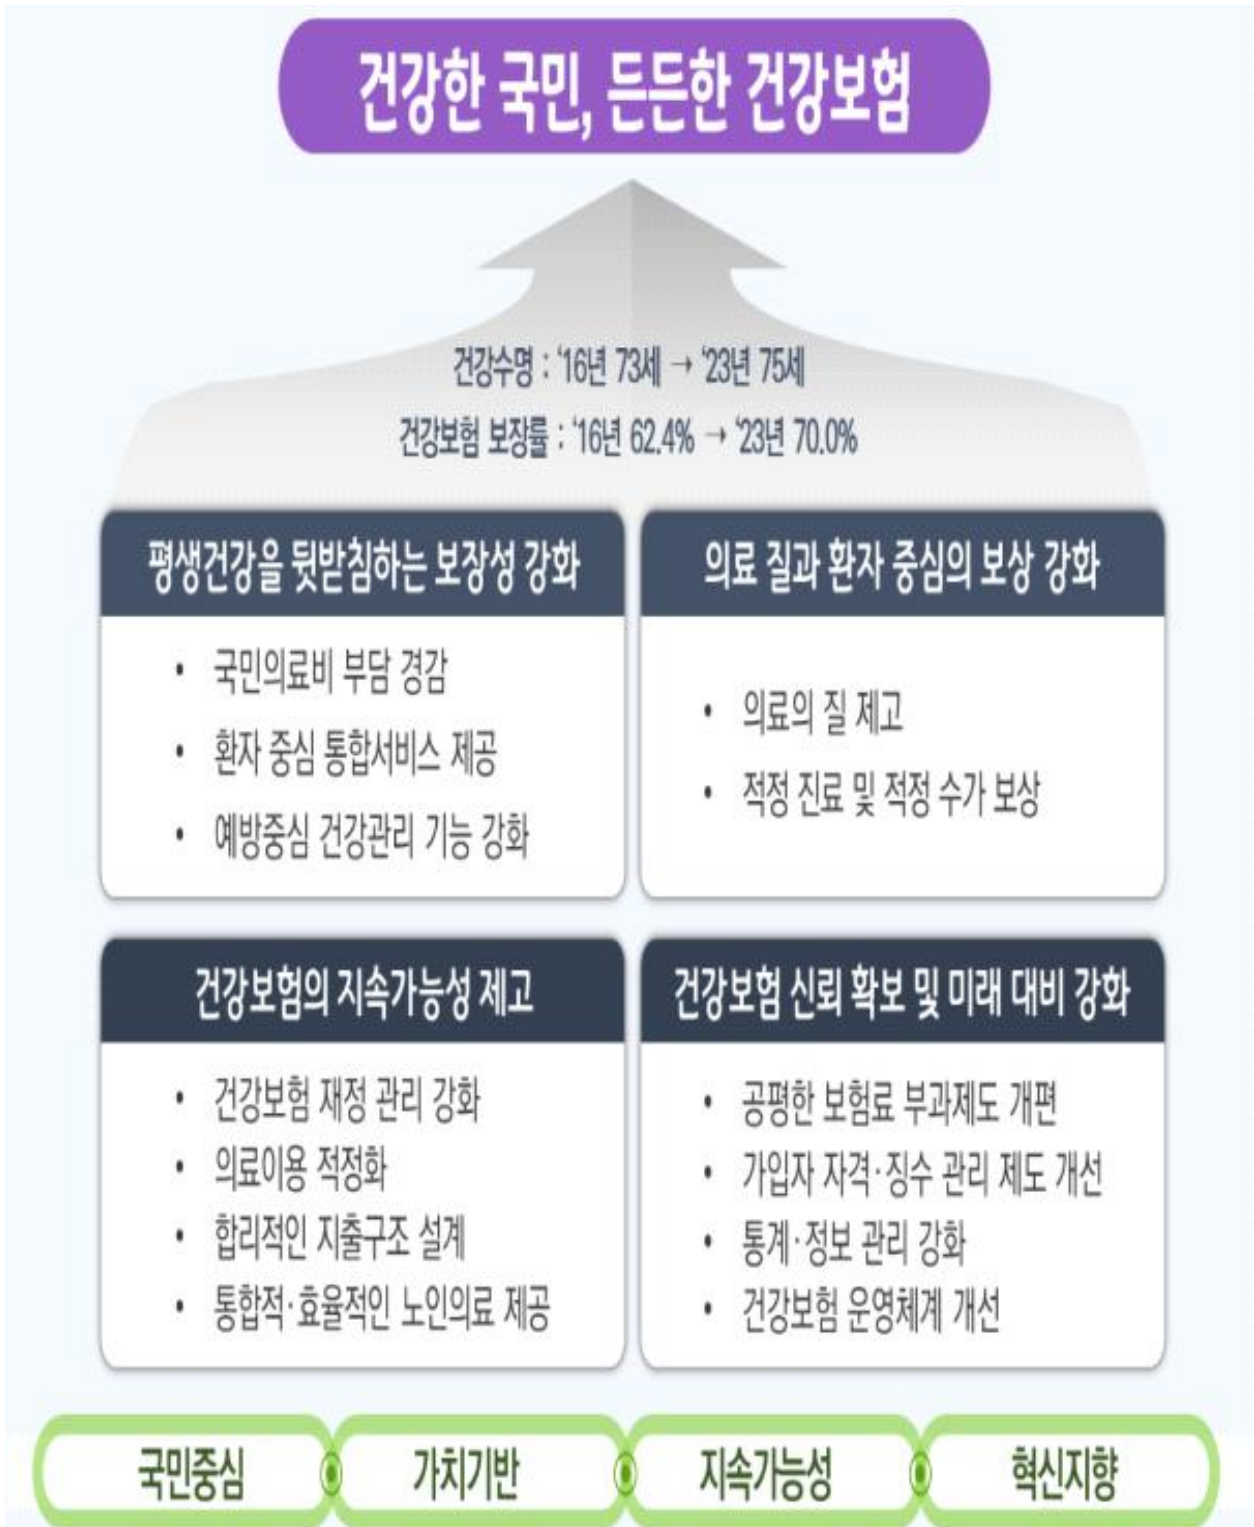 건강한 국민, 든든한 건강보험
건강수명 : ‘16년 73세 → ‘23년 75세
건강보험 보장률 : ‘16년 62.4% → ‘23년 70.0%
평생건강을 뒷받침하는 보장성 강화
• 국민의료비 부담 경감
• 환자 중심 통합서비스 제공
• 예방중심 건강관리 기능 강화
의료 질과 환자 중심의 보상 강화
• 의료의 질 제고
• 적정 진료 및 적정 수가 보상
건강보험의 지속가능성 제고
• 건강보험 재정 관리 강화
• 의료이용 적정화
• 합리적인 지출구조 설계
• 통합적·효율적인 노인의료 제공
건강보험 신뢰 확보 및 미래 대비 강화
• 공평한 보험료 부과제도 개편
• 가입자 자격·징수 관리 제도 개선
• 통계·정보 관리 강화
• 건강보험 운영체계 개선
국민중심 가치기반 지속가능성 혁신지향